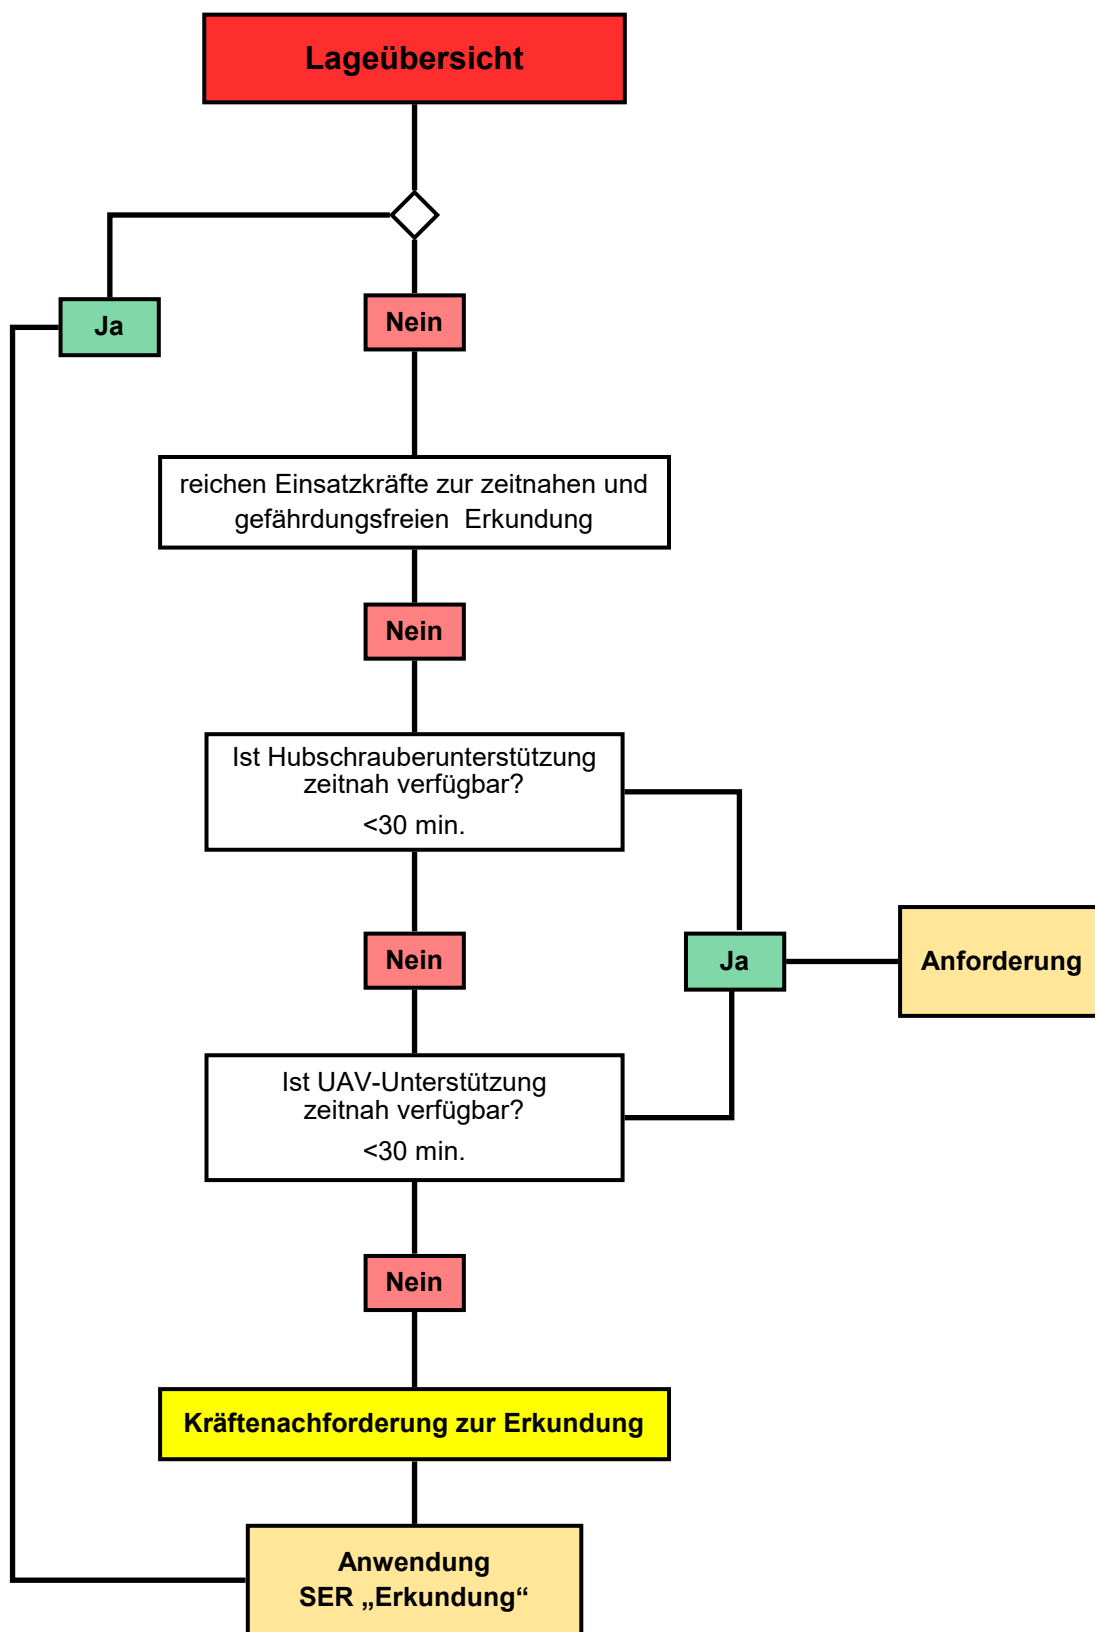 Lageübersicht
Ja
Nein
reichen Einsatzkräfte zur zeitnahen und
gefährdungsfreien  Erkundung
Nein
Ist Hubschrauberunterstützung
zeitnah verfügbar?
<30 min.
Nein
Ja
Anforderung
Ist UAV-Unterstützung
zeitnah verfügbar?
<30 min.
Nein
Kräftenachforderung zur Erkundung
Anwendung
SER „Erkundung“